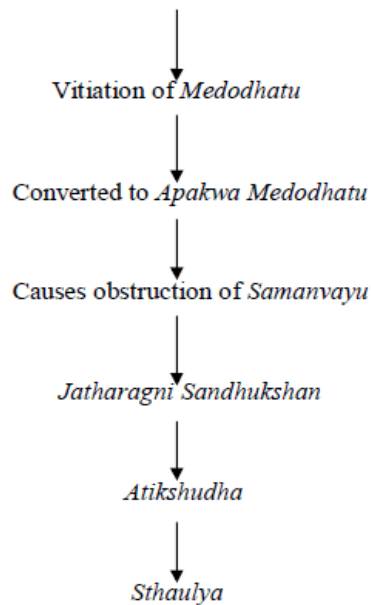 Vitiation of Medodhatu
Converted to Apakwa Medodhatu
Causes obstruction of Samanvayu
Jatharagni Sandhukshan
Atikshudha
Sthaulya